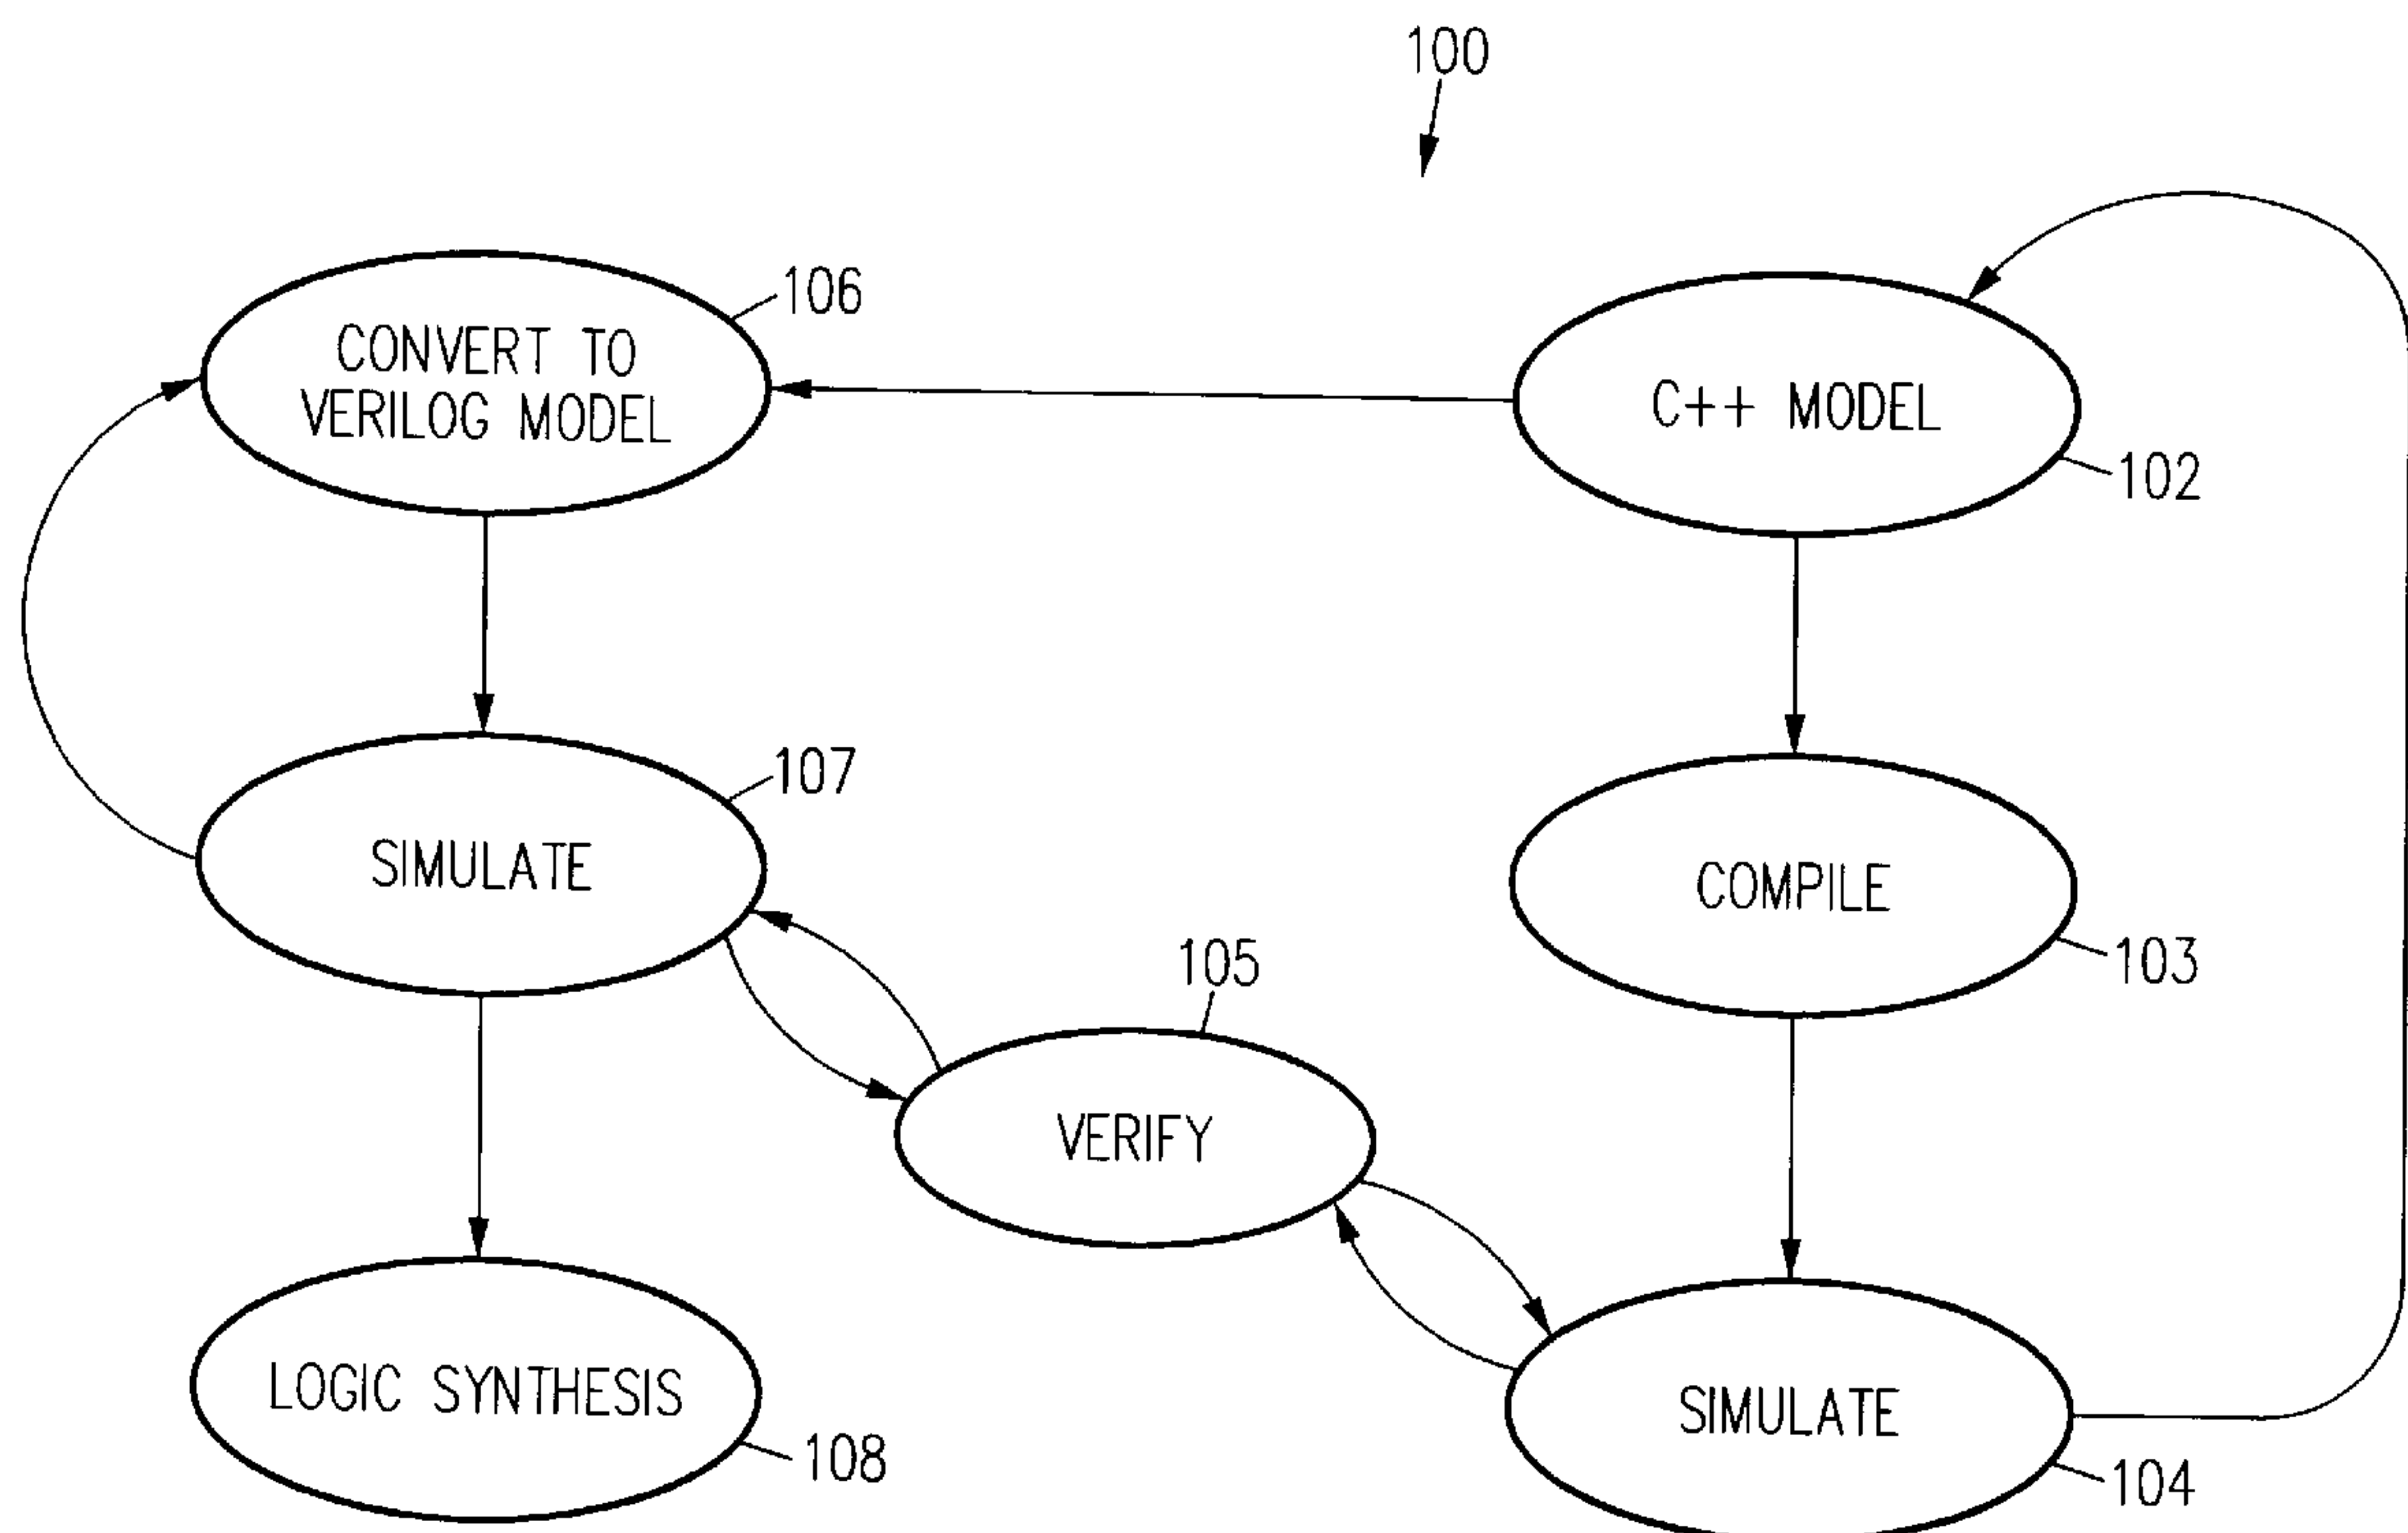 100
106
CONVERT TO
VERILOG MODEL
C++ MODEL
102
107
SIMULATE
COMPILE
103
105
VERIFY
LOGIC SYNTHESIS
108
SIMULATE
104